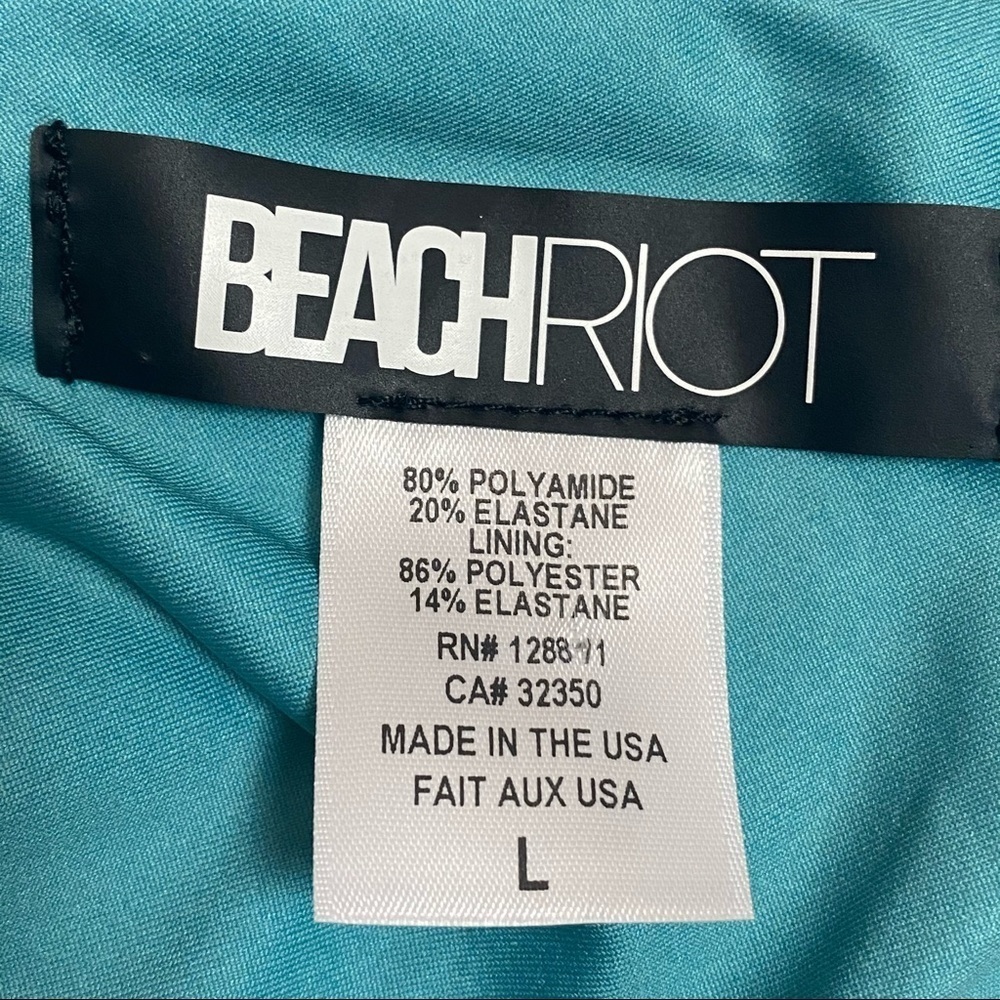 BEACHRIOT
80% POLYAMIDE
20% ELASTANE
LINING:
86% POLYESTER
14% ELASTANE
RN#
CA# 32350
MADE IN THE USA
FAIT AUX USA
L